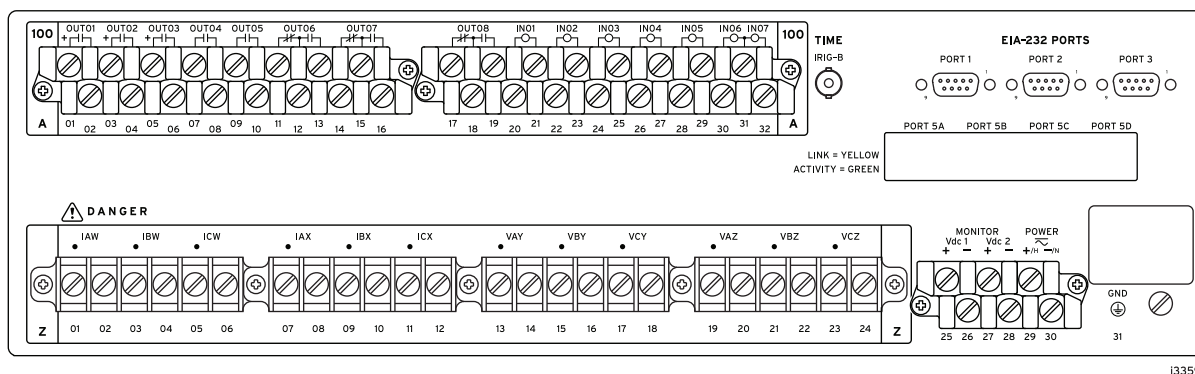 100 OUT01 OUT02 OUT03 OUT04 OUT05 OUT06 OUT07 OUT08 IN01 IN02 IN03 IN04 IN05 IN06 IN07 100
+ + +
TIME
IRIG-B
EIA-232 PORTS
PORT 1 PORT 2 PORT 3
1 1 1
9 9 9
A 01 02 03 04 05 06 07 08 09 10 11 12 13 14 15 16 17 18 19 20 21 22 23 24 25 26 27 28 29 30 31 32 A
PORT 5A PORT 5B PORT 5C PORT 5D
LINK = YELLOW
ACTIVITY = GREEN
DANGER
IAW IBW ICW IAX IBX ICX VAY VBY VCY VAZ VBZ VCZ
MONITOR POWER
Vdc 1 Vdc 2
+ − + − +/H −/N
GND
Z 01 02 03 04 05 06 07 08 09 10 11 12 13 14 15 16 17 18 19 20 21 22 23 24 Z
25 26 27 28 29 30 31